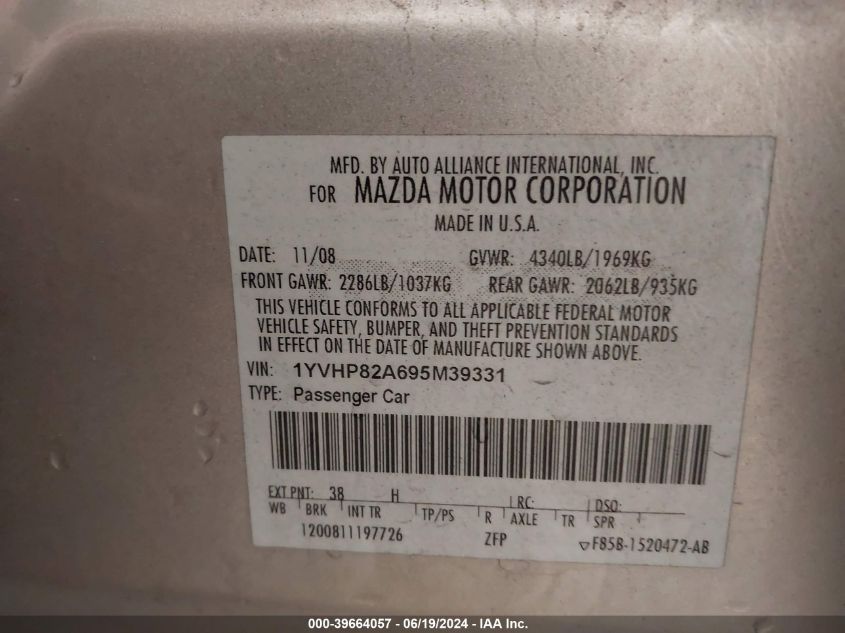 MFD. BY AUTO ALLIANCE INTERNATIONAL, INC.
FOR MAZDA MOTOR CORPORATION
MADE IN U.S.A.
DATE: 11/08 GVWR: 4340LB/1969KG
FRONT GAWR: 2286LB/1037KG REAR GAWR: 2062LB/935KG
THIS VEHICLE CONFORMS TO ALL APPLICABLE FEDERAL MOTOR
VEHICLE SAFETY, BUMPER, AND THEFT PREVENTION STANDARDS
IN EFFECT ON THE DATE OF MANUFACTURE SHOWN ABOVE.
VIN: 1YVHP82A695M39331
TYPE: Passenger Car
EXT PNT: 38 H RC: DSO:
WB BRK INT TR TP/PS R AXLE TR SPR
1200811197726 ZFP ▽F85B-1520472-AB
000-39664057 - 06/19/2024 - IAA Inc.